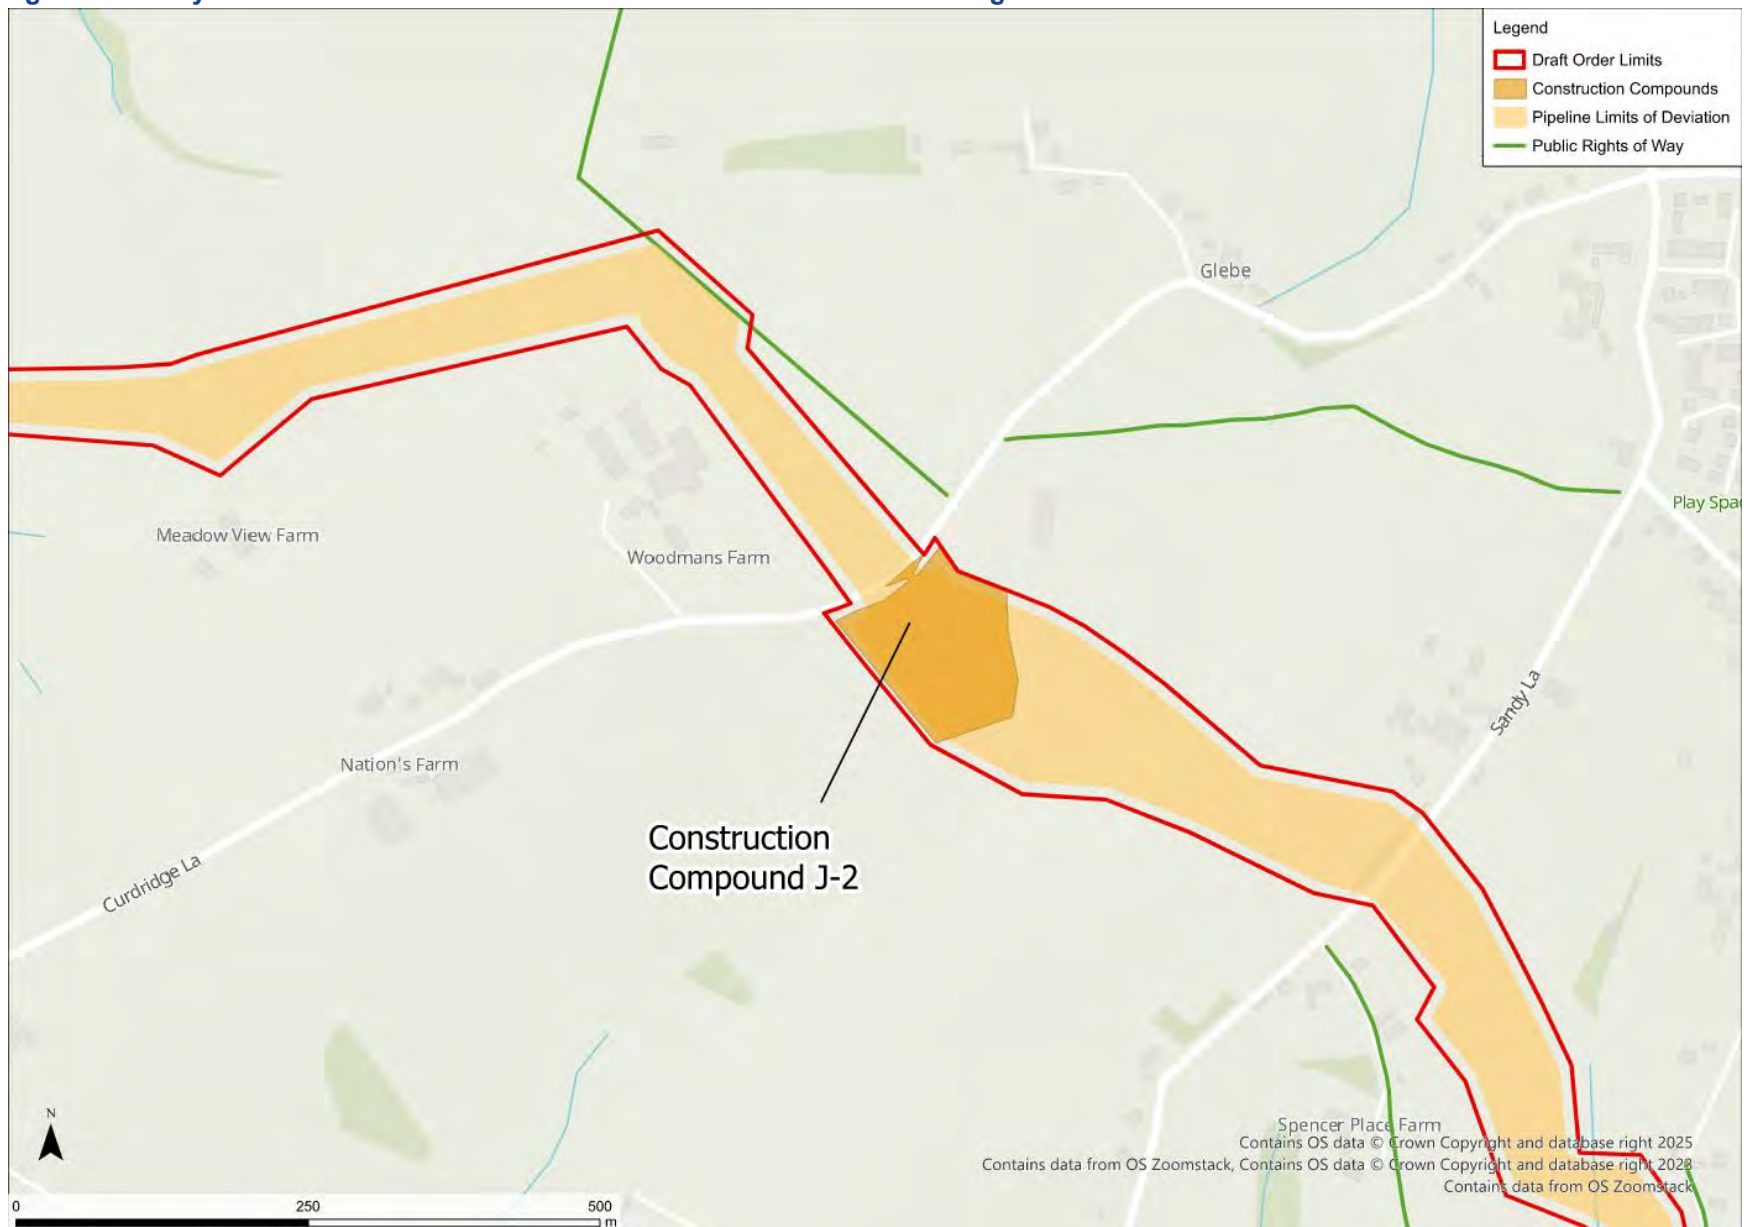 Legend
Draft Order Limits
Construction Compounds
Pipeline Limits of Deviation
Public Rights of Way
Glebe
Play Spac
Meadow View Farm
Woodmans Farm
Sandy La
Nation's Farm
Construction
Compound J-2
Curdridge La
N
Spencer Place Farm
Contains OS data © Crown Copyright and database right 2025
Contains data from OS Zoomstack, Contains OS data © Crown Copyright and database right 2023
Contains data from OS Zoomstack
0 250 500
m